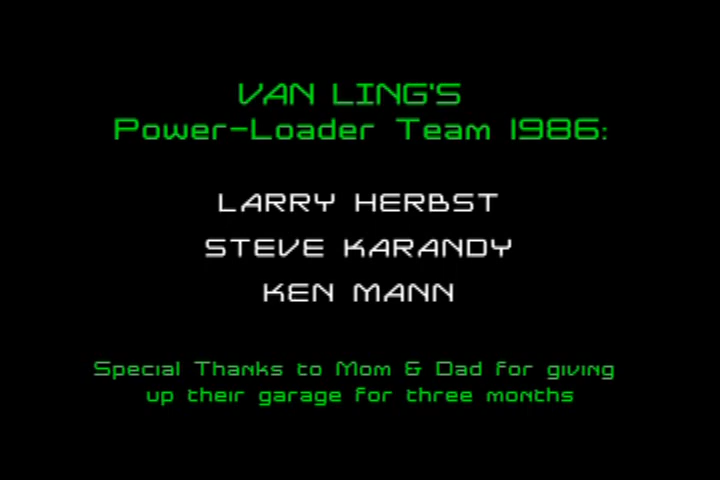 VAN LING'S
Power-Loader Team 1986:
LARRY HERBST
STEVE KARANDY
KEN MANN
Special Thanks to Mom & Dad for giving
up their garage for three months